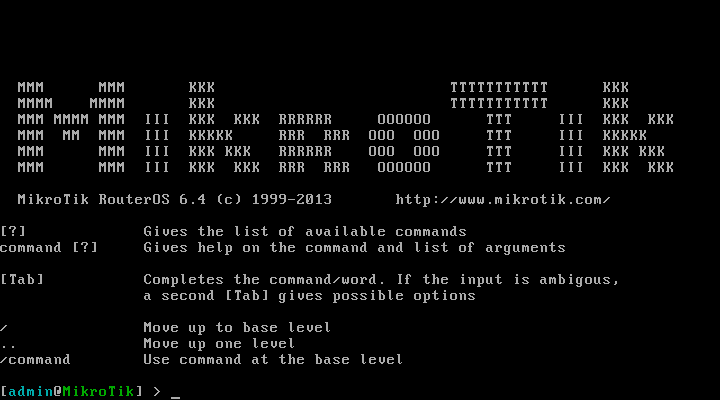 MMM      MMM       KKK                          TTTTTTTTTTT      KKK
MMMM    MMMM       KKK                          TTTTTTTTTTT      KKK
MMM MMMM MMM  III  KKK  KKK  RRRRRR     OOOOOO      TTT     III  KKK  KKK
MMM  MM  MMM  III  KKKKK     RRR  RRR  OOO  OOO     TTT     III  KKKKK
MMM      MMM  III  KKK KKK   RRRRRR    OOO  OOO     TTT     III  KKK KKK
MMM      MMM  III  KKK  KKK  RRR  RRR   OOOOOO      TTT     III  KKK  KKK
MikroTik RouterOS 6.4 (c) 1999-2013       http://www.mikrotik.com/
[?]             Gives the list of available commands
command [?]     Gives help on the command and list of arguments
[Tab]           Completes the command/word. If the input is ambigous,
a second [Tab] gives possible options
/               Move up to base level
..              Move up one level
/command        Use command at the base level
[admin@MikroTik] > _